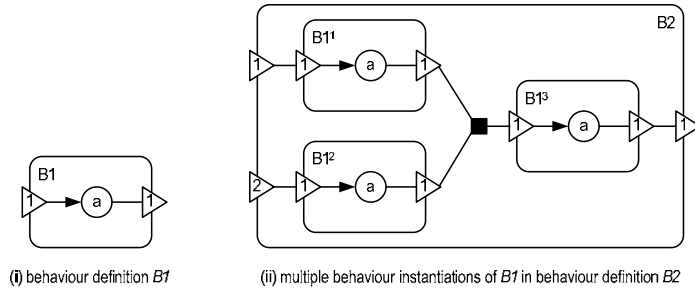 B1
1
a
1
(i) behaviour definition B1
B2
1
B1¹
1
a
1
2
B1²
1
a
1
B1³
1
a
1
1
(ii) multiple behaviour instantiations of B1 in behaviour definition B2